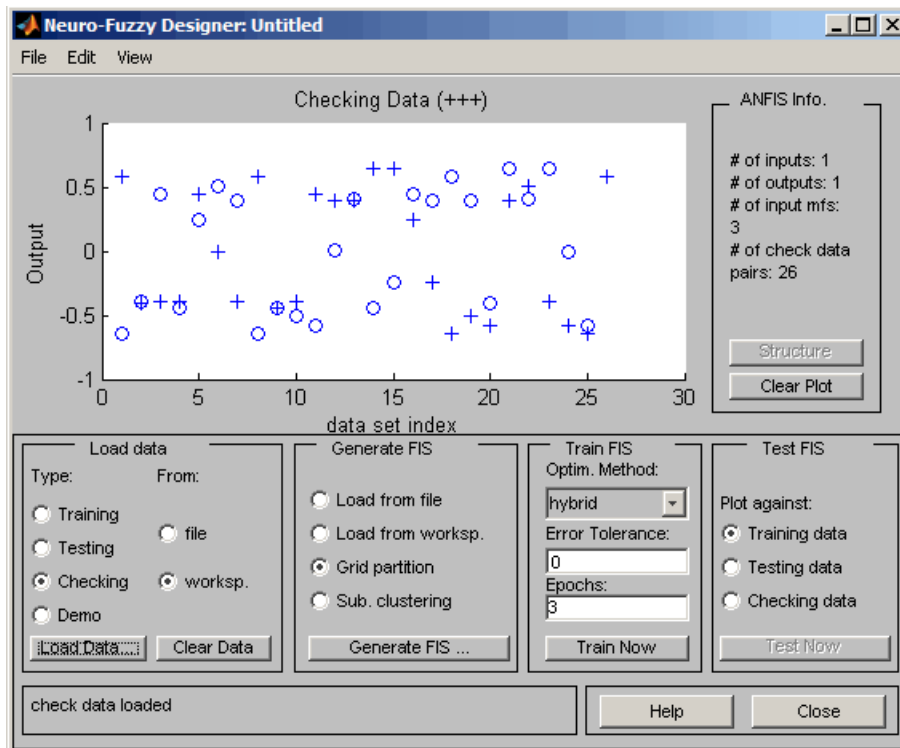 Neuro-Fuzzy Designer: Untitled
File Edit View
Checking Data (+++)
1
0.5
0
-0.5
-1
Output
0 5 10 15 20 25 30
data set index
ANFIS Info.
# of inputs: 1
# of outputs: 1
# of input mfs:
3
# of check data
pairs: 26
Structure
Clear Plot
Load data
Type: From:
Training
file
Testing
Checking
worksp.
Demo
Load Data... Clear Data
Generate FIS
Load from file
Load from worksp.
Grid partition
Sub. clustering
Generate FIS ...
Train FIS
Optim. Method:
hybrid
Error Tolerance:
0
Epochs:
3
Train Now
Test FIS
Plot against:
Training data
Testing data
Checking data
Test Now
check data loaded
Help Close